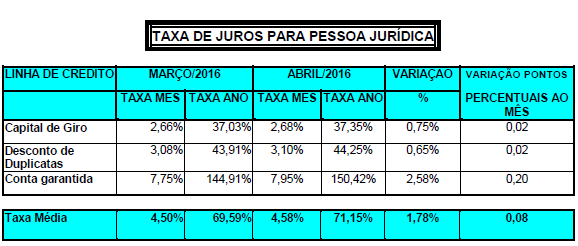 TAXA DE JUROS PARA PESSOA JURÍDICA
LINHA DE CREDITO MARÇO/2016 ABRIL/2016 VARIAÇAO VARIAÇÃO PONTOS
TAXA MES TAXA ANO TAXA MES TAXA ANO % PERCENTUAIS AO
MÊS
Capital de Giro 2,66% 37,03% 2,68% 37,35% 0,75% 0,02
Desconto de 3,08% 43,91% 3,10% 44,25% 0,65% 0,02
Duplicatas
Conta garantida 7,75% 144,91% 7,95% 150,42% 2,58% 0,20
Taxa Média 4,50% 69,59% 4,58% 71,15% 1,78% 0,08